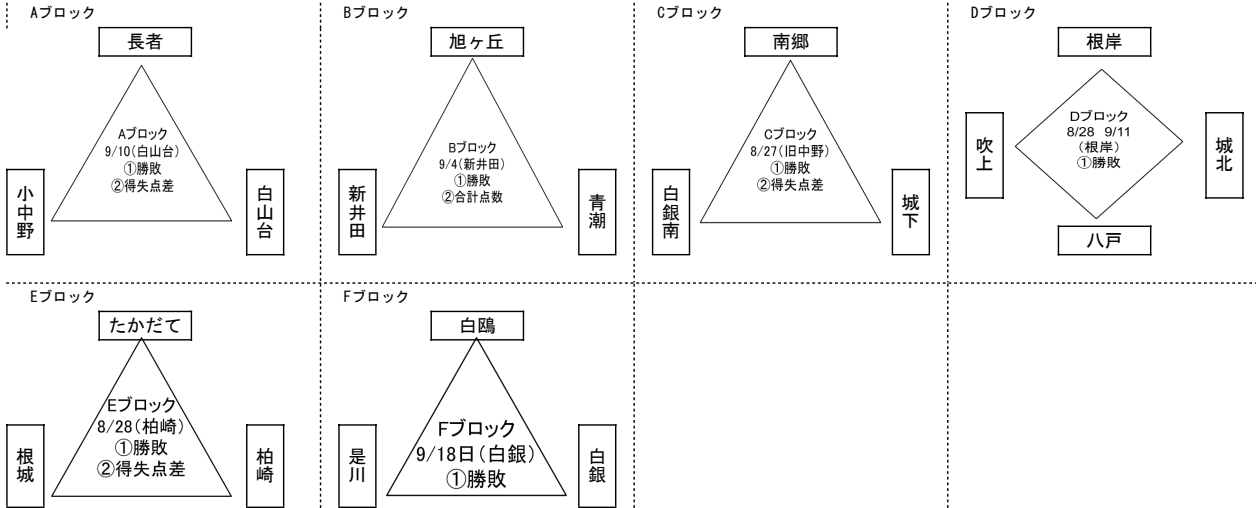 Aブロック
長者
Aブロック
9/10(白山台)
①勝敗
②得失点差
小中野
白山台
Bブロック
旭ヶ丘
Bブロック
9/4(新井田)
①勝敗
②合計点数
新井田
青潮
Cブロック
南郷
Cブロック
8/27(旧中野)
①勝敗
②得失点差
白銀南
城下
Dブロック
根岸
Dブロック
8/28 9/11
(根岸)
①勝敗
吹上
城北
八戸
Eブロック
たかだて
Eブロック
8/28(柏崎)
①勝敗
②得失点差
根城
柏崎
Fブロック
白鴎
Fブロック
9/18日(白銀)
①勝敗
是川
白銀